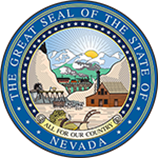 THE GREAT SEAL OF THE STATE OF
NEVADA
ALL FOR OUR COUNTRY